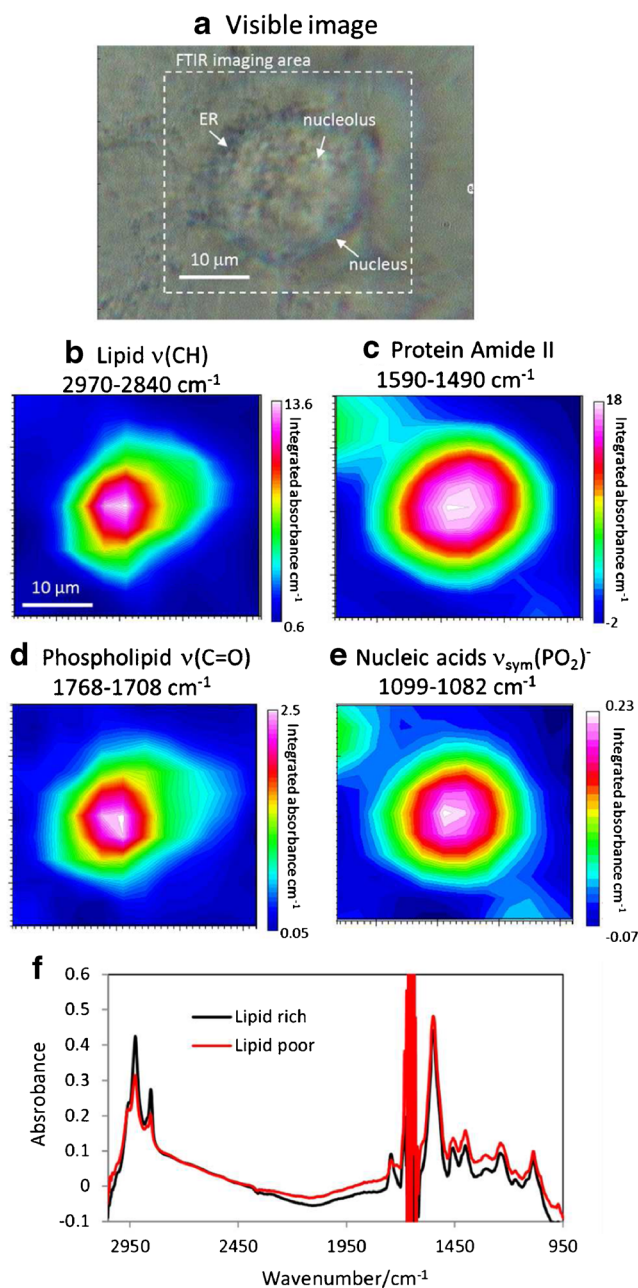 a Visible image
FTIR imaging area
ER
nucleolus
nucleus
10 μm
b Lipid ν(CH)
2970-2840 cm-1
c Protein Amide II
1590-1490 cm-1
13.6
Integrated absorbance cm-1
0.6
10 μm
18
Integrated absorbance cm-1
-2
d Phospholipid ν(C=O)
1768-1708 cm-1
e Nucleic acids νsym(PO2)-
1099-1082 cm-1
2.5
Integrated absorbance cm-1
0.05
0.23
Integrated absorbance cm-1
-0.07
f
0.6
0.5
0.4
0.3
0.2
0.1
0
-0.1
Absrobance
Lipid rich
Lipid poor
2950
2450
1950
1450
950
Wavenumber/cm-1